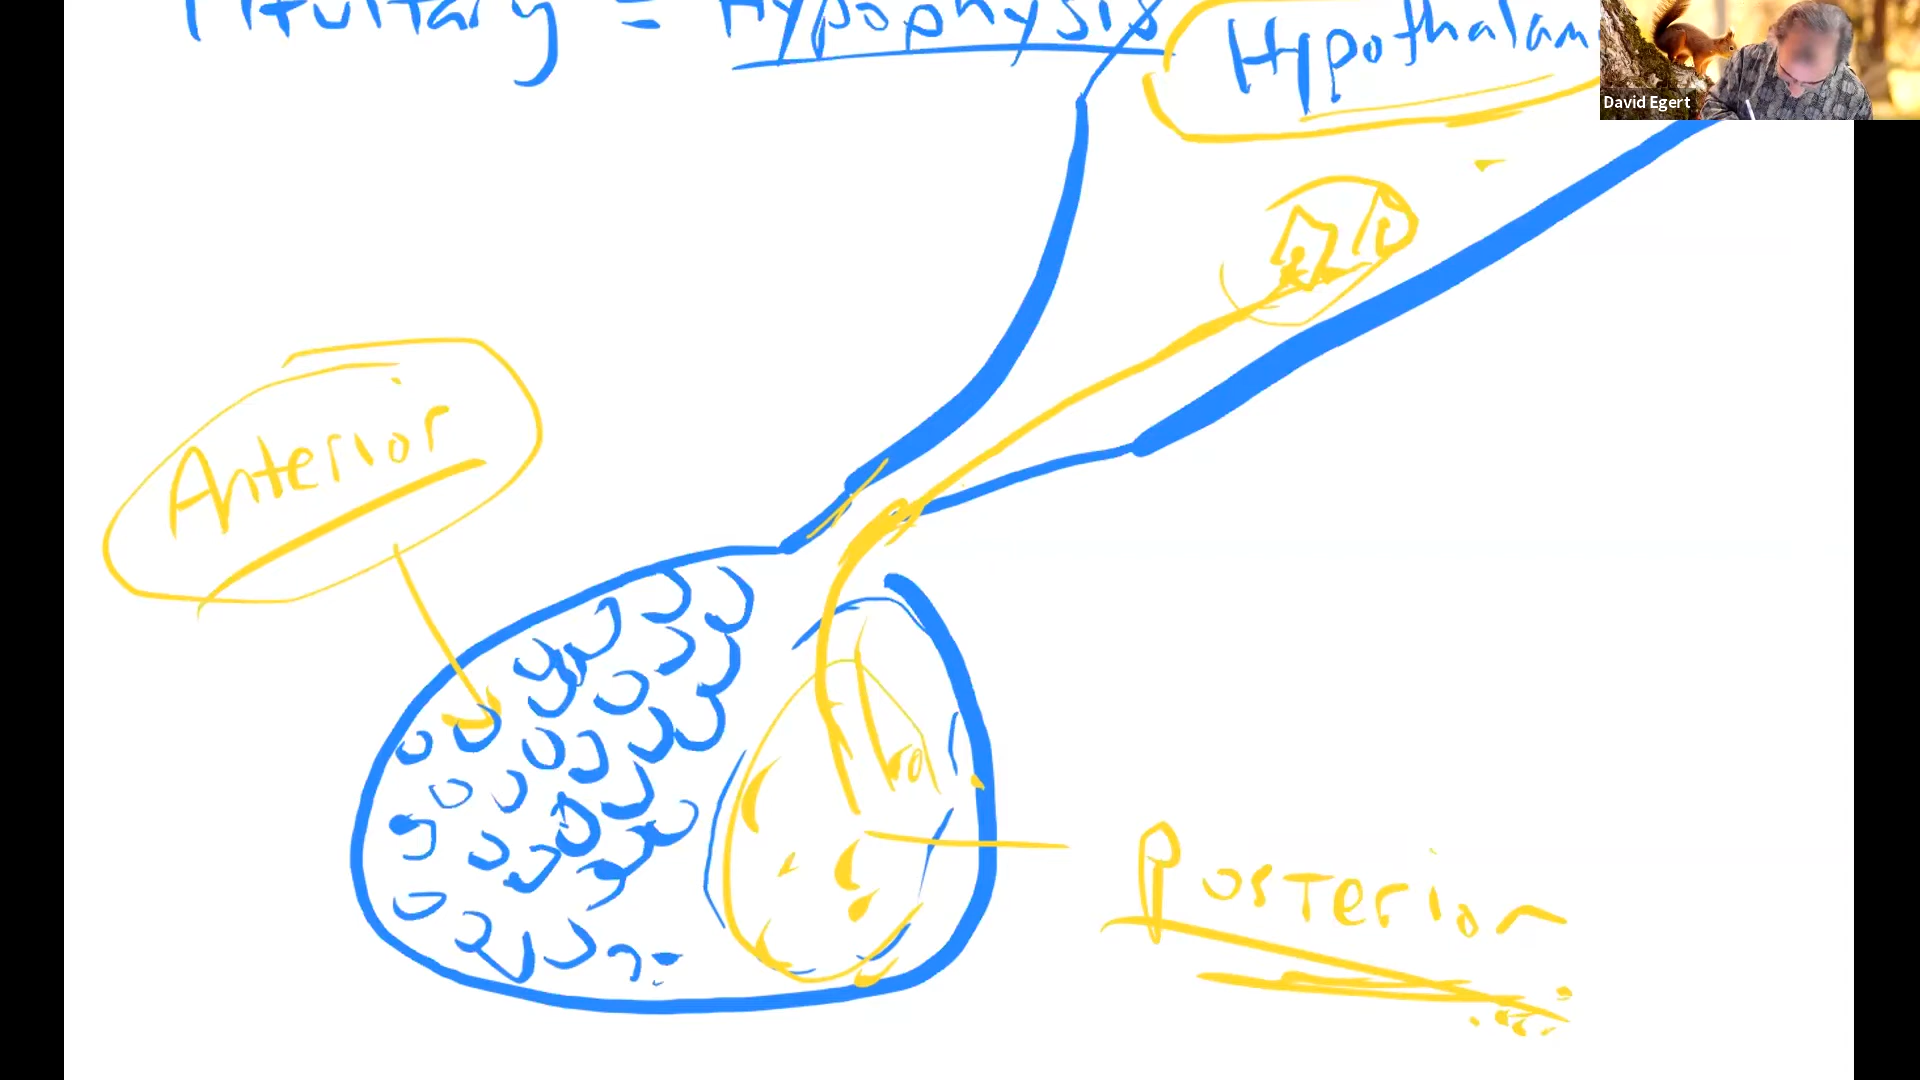 Pituitary = Hypophysis
Hypothalam
David Egert
Anterior
Posterior